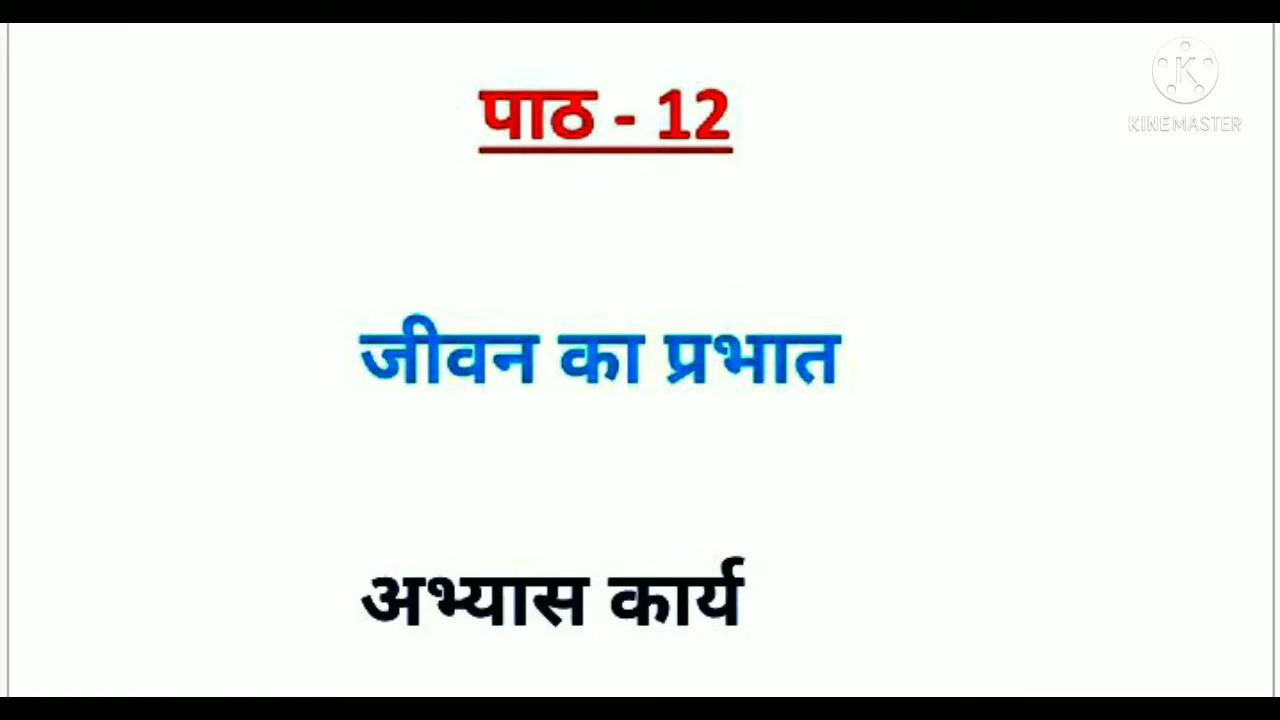 पाठ - 12
K
KINEMASTER
जीवन का प्रभात
अभ्यास कार्य